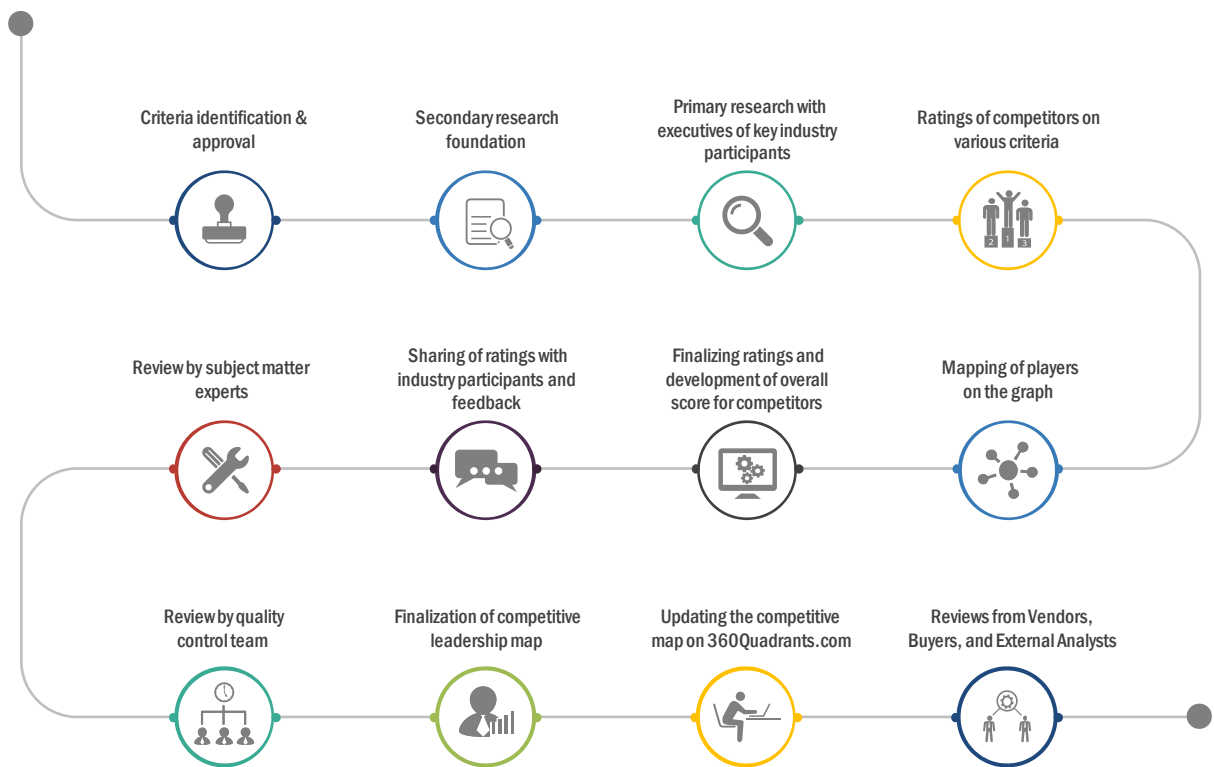 Criteria identification &
approval
Secondary research
foundation
Primary research with
executives of key industry
participants
Ratings of competitors on
various criteria
2
1
3
Review by subject matter
experts
Sharing of ratings with
industry participants and
feedback
Finalizing ratings and
development of overall
score for competitors
Mapping of players
on the graph
Review by quality
control team
Finalization of competitive
leadership map
Updating the competitive
map on 360Quadrants.com
Reviews from Vendors,
Buyers, and External Analysts